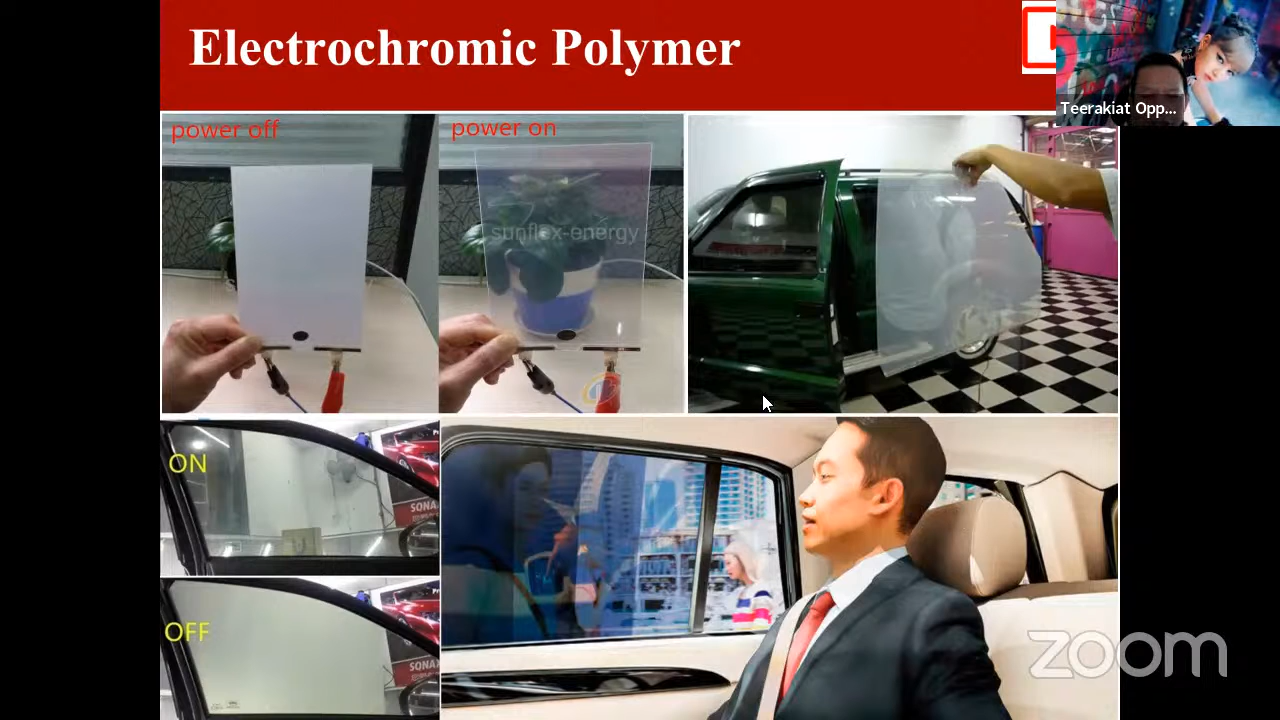 Electrochromic Polymer
Teerakiat Opp...
power off
power on
sunflex-energy
ON
SONAX
OFF
SONAX
zoom